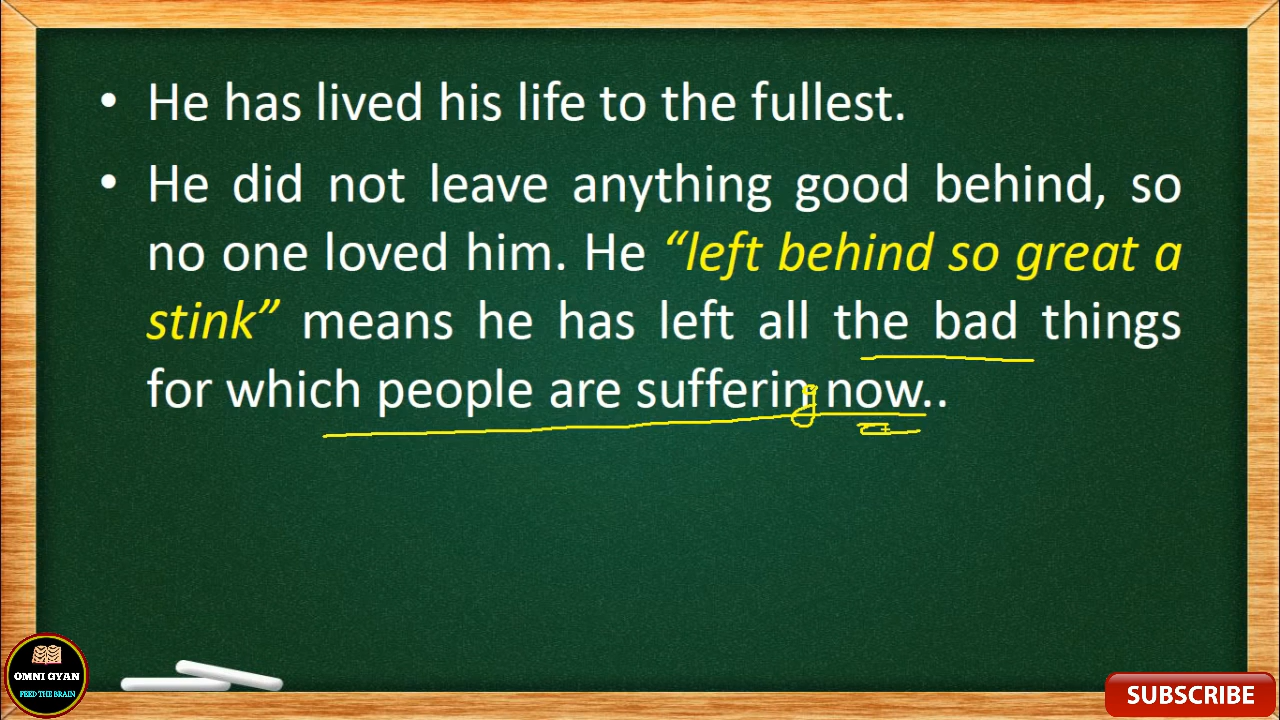 • He has lived his life to the fullest.
• He did not leave anything good behind, so
no one loved him. He “left behind so great a
stink” means he has left all the bad things
for which people are suffering now..
OMNI GYAN
FEED THE BRAIN
SUBSCRIBE